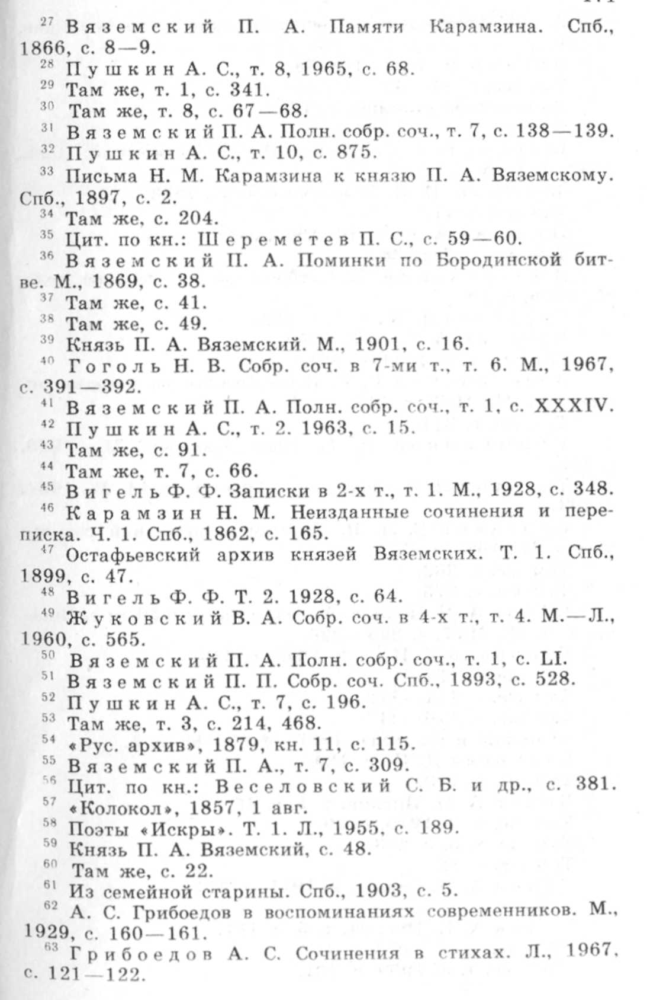 27 Вяземский П. А. Памяти Карамзина. Спб.,
1866, с. 8—9.
28 Пушкин А. С., т. 8, 1965, с. 68.
29 Там же, т. 1, с. 341.
30 Там же, т. 8, с. 67—68.
31 Вяземский П. А. Полн. собр. соч., т. 7, с. 138—139.
32 Пушкин А. С., т. 10, с. 875.
33 Письма Н. М. Карамзина к князю П. А. Вяземскому.
Спб., 1897, с. 2.
34 Там же, с. 204.
35 Цит. по кн.: Шереметев П. С., с. 59—60.
36 Вяземский П. А. Поминки по Бородинской бит-
ве. М., 1869, с. 38.
37 Там же, с. 41.
38 Там же, с. 49.
39 Князь П. А. Вяземский. М., 1901, с. 16.
40 Гоголь Н. В. Собр. соч. в 7-ми т., т. 6. М., 1967,
с. 391—392.
41 Вяземский П. А. Полн. собр. соч., т. 1, с. XXXIV.
42 Пушкин А. С., т. 2. 1963, с. 15.
43 Там же, с. 91.
44 Там же, т. 7, с. 66.
45 Вигель Ф. Ф. Записки в 2-х т., т. 1. М., 1928, с. 348.
46 Карамзин Н. М. Неизданные сочинения и пере-
писка. Ч. 1. Спб., 1862, с. 165.
47 Остафьевский архив князей Вяземских. Т. 1. Спб.,
1899, с. 47.
48 Вигель Ф. Ф. Т. 2. 1928, с. 64.
49 Жуковский В. А. Собр. соч. в 4-х т., т. 4. М.—Л.,
1960, с. 565.
50 Вяземский П. А. Полн. собр. соч., т. 1, с. LI.
51 Вяземский П. П. Собр. соч. Спб., 1893, с. 528.
52 Пушкин А. С., т. 7, с. 196.
53 Там же, т. 3, с. 214, 468.
54 «Рус. архив», 1879, кн. 11, с. 115.
55 Вяземский П. А., т. 7, с. 309.
56 Цит. по кн.: Веселовский С. Б. и др., с. 381.
57 «Колокол», 1857, 1 авг.
58 Поэты «Искры». Т. 1. Л., 1955, с. 189.
59 Князь П. А. Вяземский, с. 48.
60 Там же, с. 22.
61 Из семейной старины. Спб., 1903, с. 5.
62 А. С. Грибоедов в воспоминаниях современников. М.,
1929, с. 160—161.
63 Грибоедов А. С. Сочинения в стихах. Л., 1967,
с. 121—122.